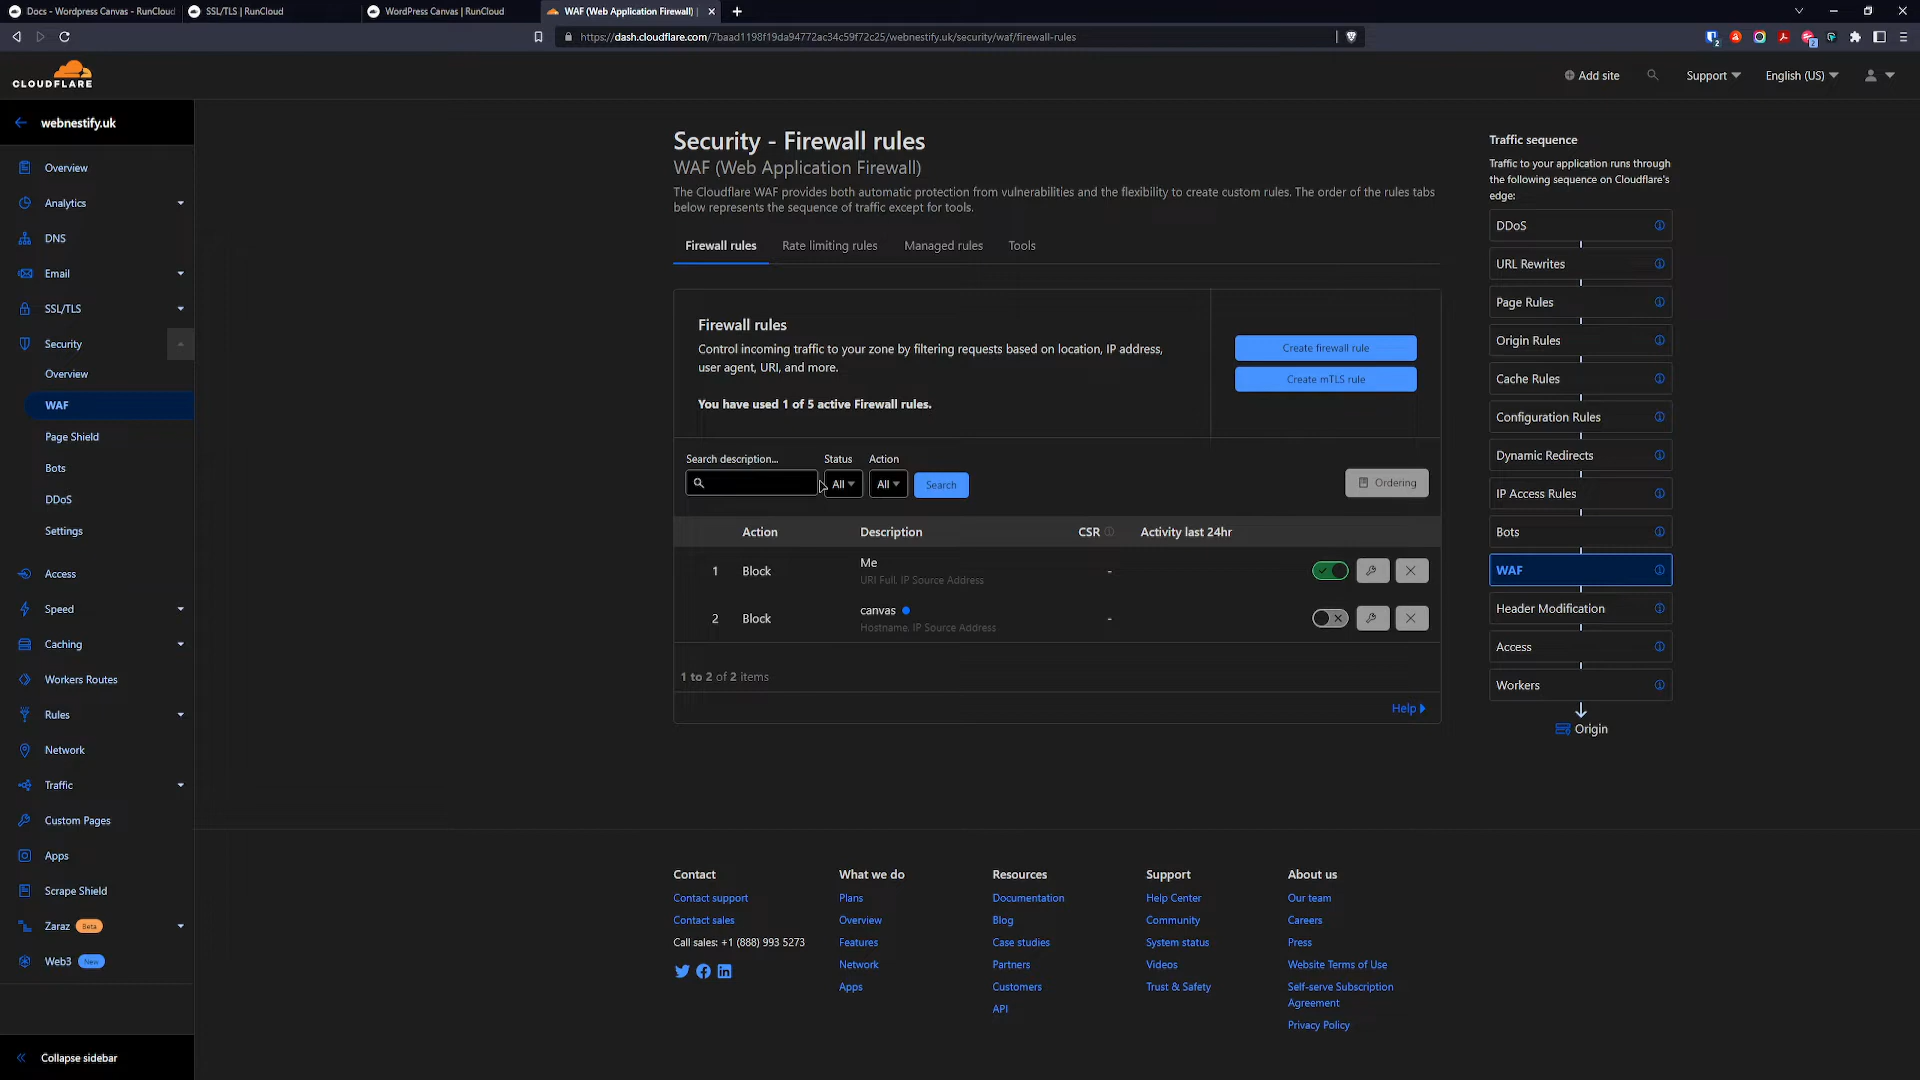 Docs - Wordpress Canvas - RunCloud
SSL/TLS | RunCloud
WordPress Canvas | RunCloud
WAF (Web Application Firewall) |
https://dash.cloudflare.com/7baad1198f19da94772ac34c59f72c25/webnestify.uk/security/waf/firewall-rules
CLOUDFLARE
Add site
Support
English (US)
webnestify.uk
Overview
Analytics
DNS
Email
SSL/TLS
Security
Overview
WAF
Page Shield
Bots
DDoS
Settings
Access
Speed
Caching
Workers Routes
Rules
Network
Traffic
Custom Pages
Apps
Scrape Shield
Zaraz Beta
Web3 New
Collapse sidebar
Security - Firewall rules
WAF (Web Application Firewall)
The Cloudflare WAF provides both automatic protection from vulnerabilities and the flexibility to create custom rules. The order of the rules tabs
below represents the sequence of traffic except for tools.
Firewall rules
Rate limiting rules
Managed rules
Tools
Firewall rules
Control incoming traffic to your zone by filtering requests based on location, IP address,
user agent, URI, and more.
You have used 1 of 5 active Firewall rules.
Create firewall rule
Create mTLS rule
Search description...
Status
Action
All
All
Search
Ordering
Action Description CSR Activity last 24hr
1 Block Me -
URI Full, IP Source Address
2 Block canvas -
Hostname, IP Source Address
1 to 2 of 2 items
Help
Traffic sequence
Traffic to your application runs through
the following sequence on Cloudflare's
edge:
DDoS
URL Rewrites
Page Rules
Origin Rules
Cache Rules
Configuration Rules
Dynamic Redirects
IP Access Rules
Bots
WAF
Header Modification
Access
Workers
Origin
Contact
Contact support
Contact sales
Call sales: +1 (888) 993 5273
What we do
Plans
Overview
Features
Network
Apps
Resources
Documentation
Blog
Case studies
Partners
Customers
API
Support
Help Center
Community
System status
Videos
Trust & Safety
About us
Our team
Careers
Press
Website Terms of Use
Self-serve Subscription
Agreement
Privacy Policy